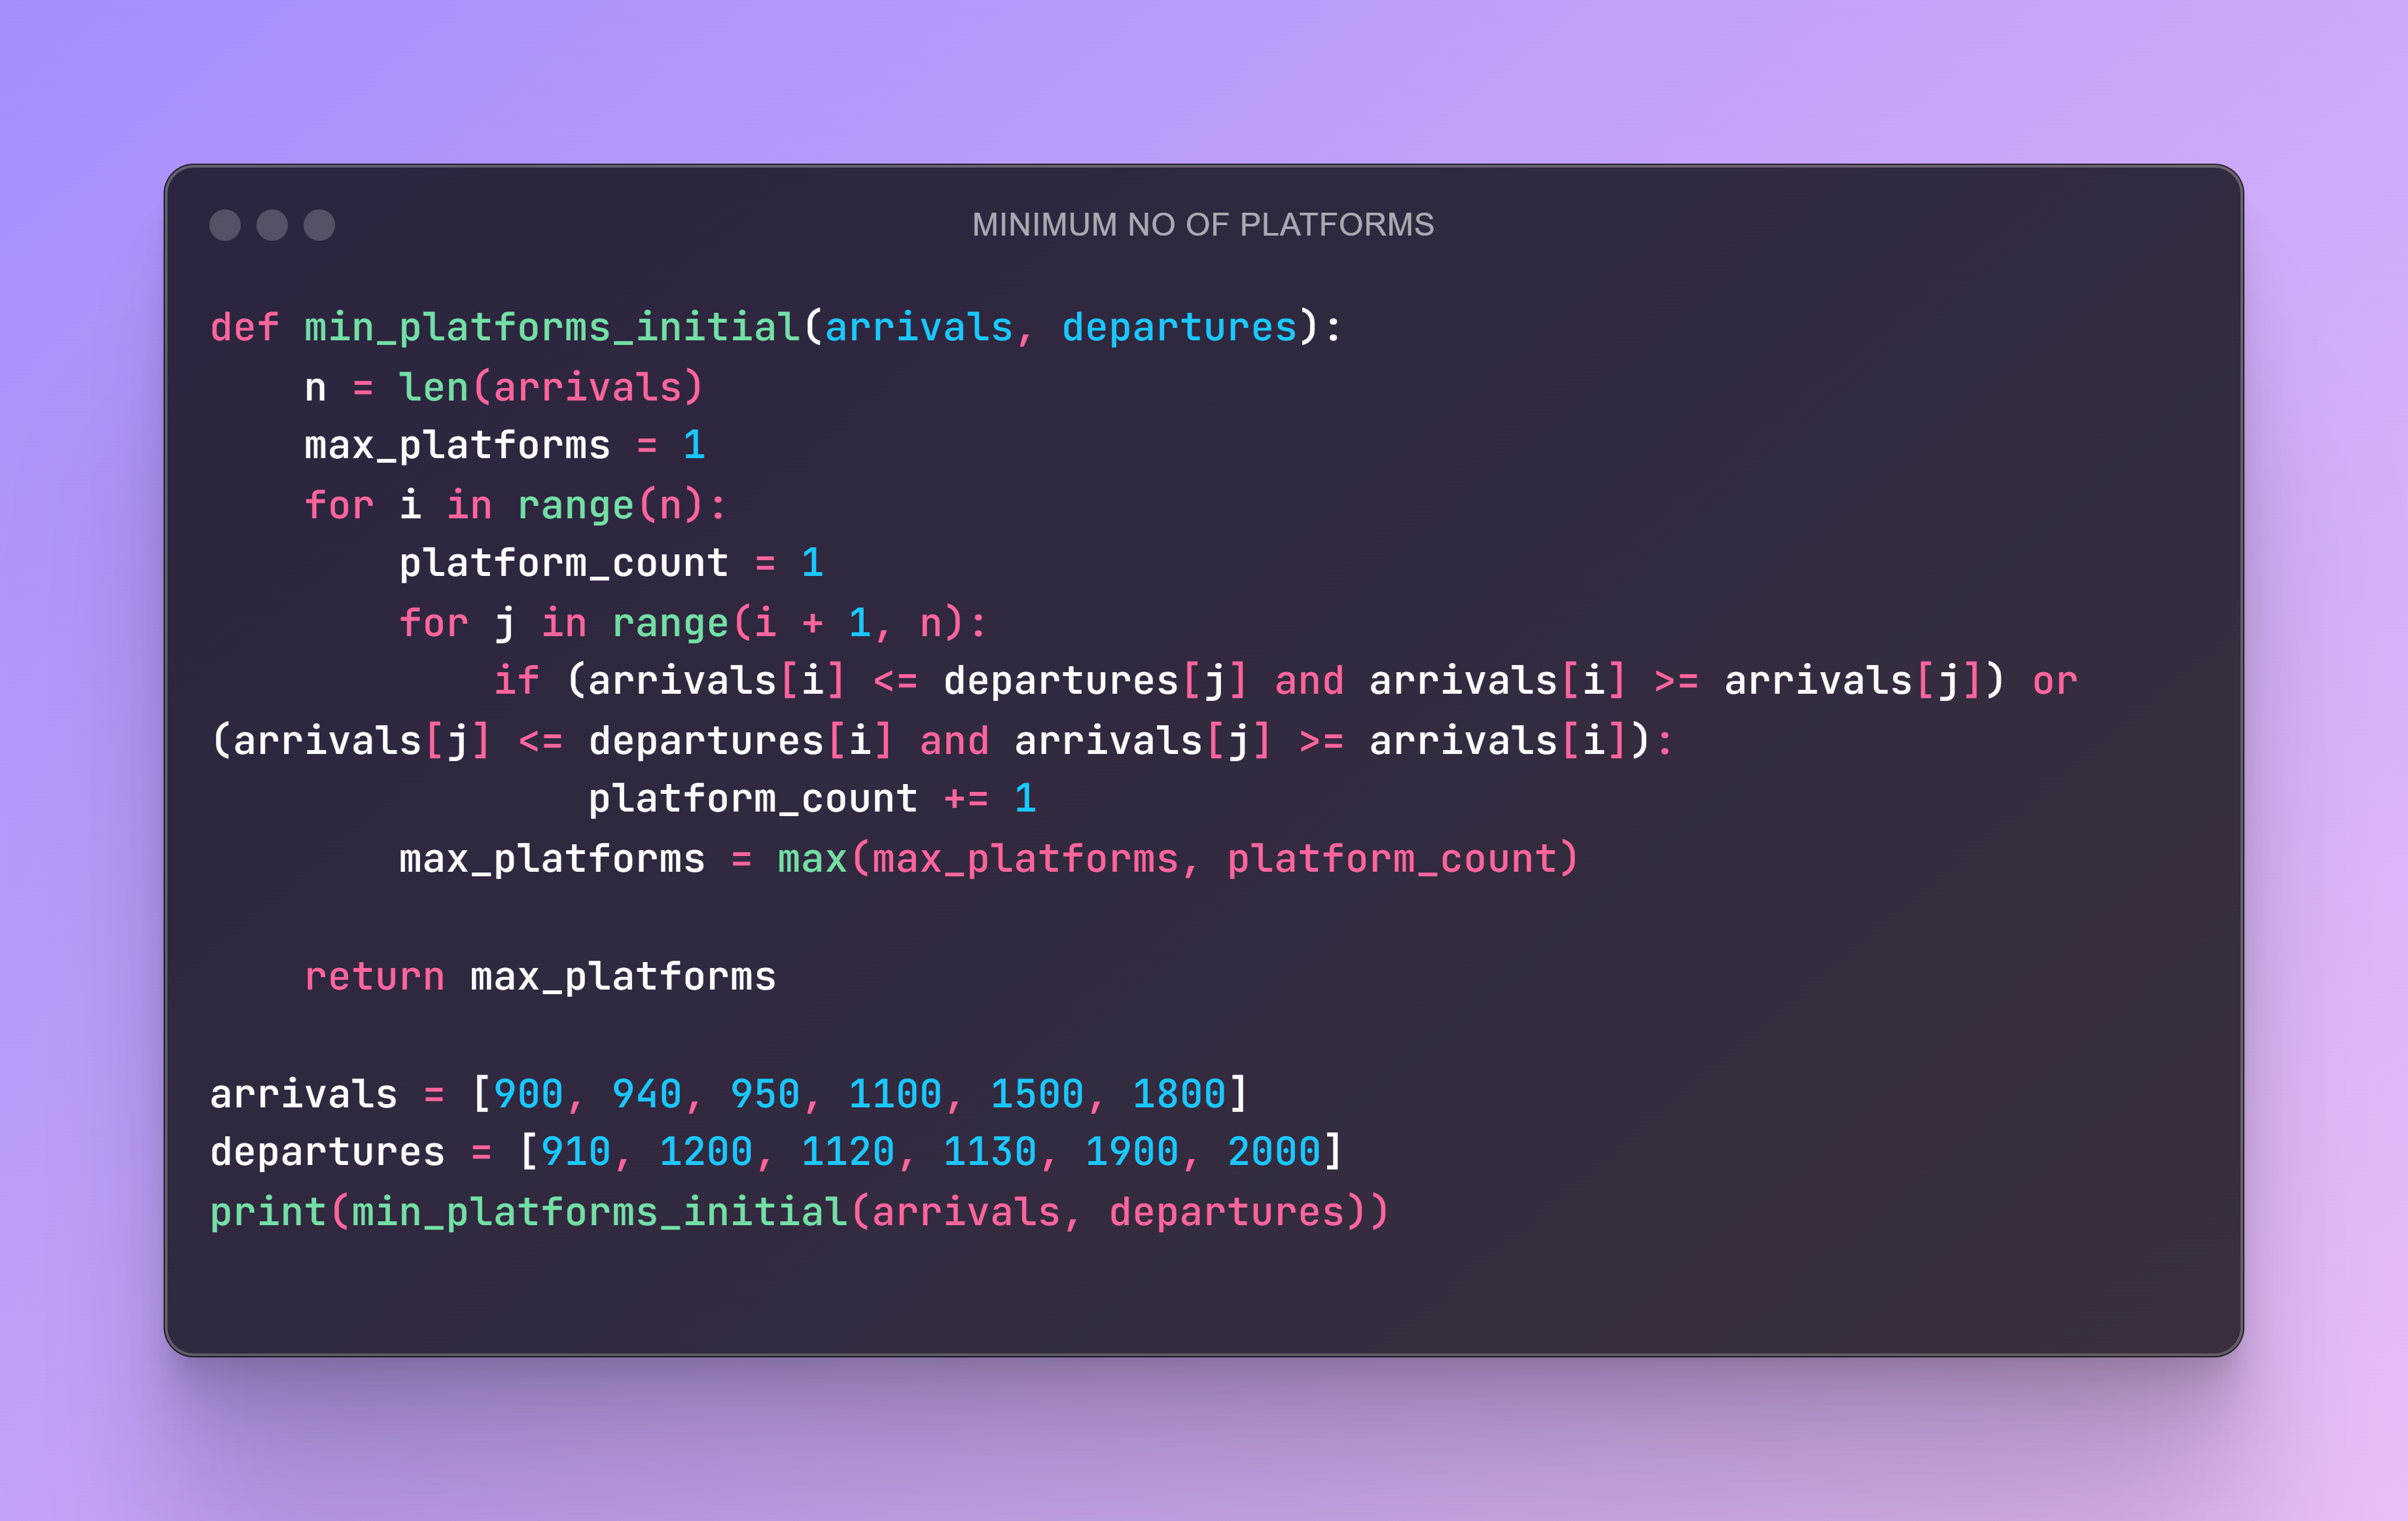 MINIMUM NO OF PLATFORMS
def min_platforms_initial(arrivals, departures):
    n = len(arrivals)
    max_platforms = 1
    for i in range(n):
        platform_count = 1
        for j in range(i + 1, n):
            if (arrivals[i] <= departures[j] and arrivals[i] >= arrivals[j]) or
(arrivals[j] <= departures[i] and arrivals[j] >= arrivals[i]):
                platform_count += 1
        max_platforms = max(max_platforms, platform_count)
    return max_platforms
arrivals = [900, 940, 950, 1100, 1500, 1800]
departures = [910, 1200, 1120, 1130, 1900, 2000]
print(min_platforms_initial(arrivals, departures))